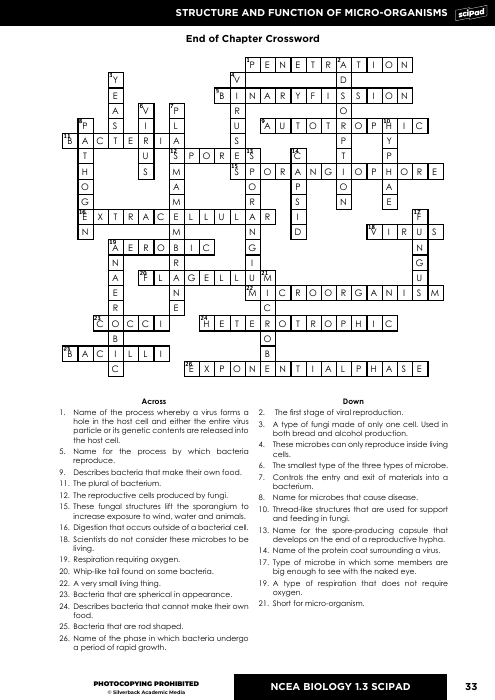 STRUCTURE AND FUNCTION OF MICRO-ORGANISMS scipad
End of Chapter Crossword
PENETRATION
BINARYFISSION
AUTOTROPHIC
BACTERIA
SPORES
SPORANGIOPHORE
EXTRACELLULAR
VIRUS
AEROBIC
FLAGELLUM
MICROORGANISM
COCCI
HETEROTROPHIC
BACILLI
EXPONENTIALPHASE
Across
1. Name of the process whereby a virus forms a
hole in the host cell and either the entire virus
particle or its genetic contents are released into
the host cell.
5. Name for the process by which bacteria
reproduce.
9. Describes bacteria that make their own food.
11. The plural of bacterium.
12. The reproductive cells produced by fungi.
15. These fungal structures lift the sporangium to
increase exposure to wind, water and animals.
16. Digestion that occurs outside of a bacterial cell.
18. Scientists do not consider these microbes to be
living.
19. Respiration requiring oxygen.
20. Whip-like tail found on some bacteria.
22. A very small living thing.
23. Bacteria that are spherical in appearance.
24. Describes bacteria that cannot make their own
food.
25. Bacteria that are rod shaped.
26. Name of the phase in which bacteria undergo
a period of rapid growth.
Down
2. The first stage of viral reproduction.
3. A type of fungi made of only one cell. Used in
both bread and alcohol production.
4. These microbes can only reproduce inside living
cells.
6. The smallest type of the three types of microbe.
7. Controls the entry and exit of materials into a
bacterium.
8. Name for microbes that cause disease.
10. Thread-like structures that are used for support
and feeding in fungi.
13. Name for the spore-producing capsule that
develops on the end of a reproductive hypha.
14. Name of the protein coat surrounding a virus.
17. Type of microbe in which some members are
big enough to see with the naked eye.
19. A type of respiration that does not require
oxygen.
21. Short for micro-organism.
PHOTOCOPYING PROHIBITED
© Silverback Academic Media
NCEA BIOLOGY 1.3 SCIPAD
33